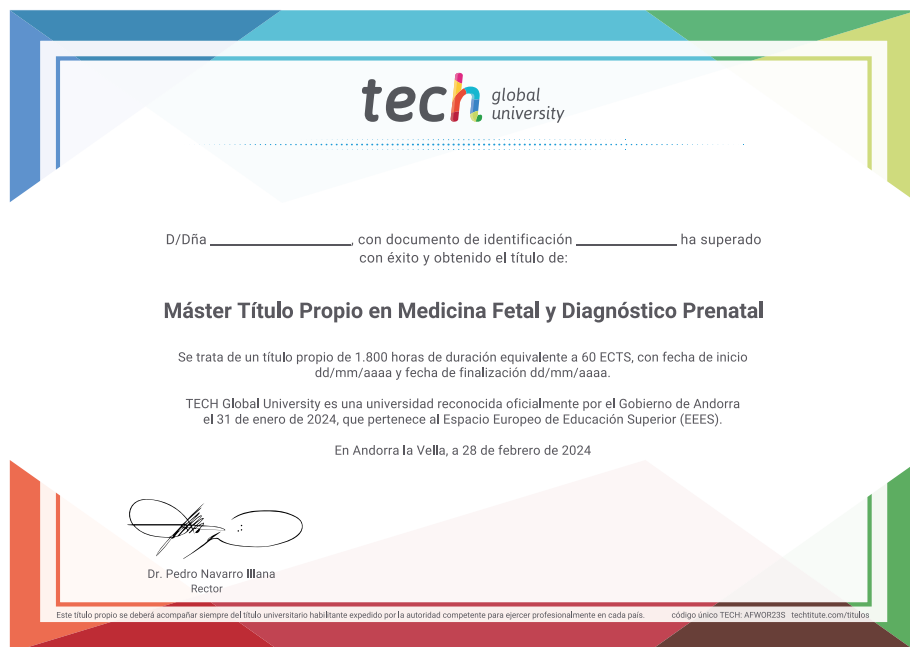 tech global
university
D/Dña ______________, con documento de identificación __________ ha superado
con éxito y obtenido el título de:
Máster Título Propio en Medicina Fetal y Diagnóstico Prenatal
Se trata de un título propio de 1.800 horas de duración equivalente a 60 ECTS, con fecha de inicio
dd/mm/aaaa y fecha de finalización dd/mm/aaaa.
TECH Global University es una universidad reconocida oficialmente por el Gobierno de Andorra
el 31 de enero de 2024, que pertenece al Espacio Europeo de Educación Superior (EEES).
En Andorra la Vella, a 28 de febrero de 2024
Dr. Pedro Navarro Illana
Rector
Este título propio se deberá acompañar siempre del título universitario habilitante expedido por la autoridad competente para ejercer profesionalmente en cada país. código único TECH: AFWOR23S techtitute.com/titulos